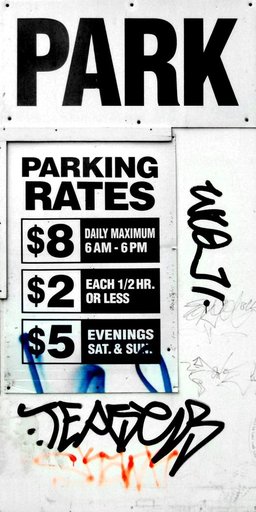 PARK
PARKING
RATES
$8 DAILY MAXIMUM
6 AM - 6 PM
$2 EACH 1/2 HR.
OR LESS
$5 EVENINGS
SAT. & SUN.